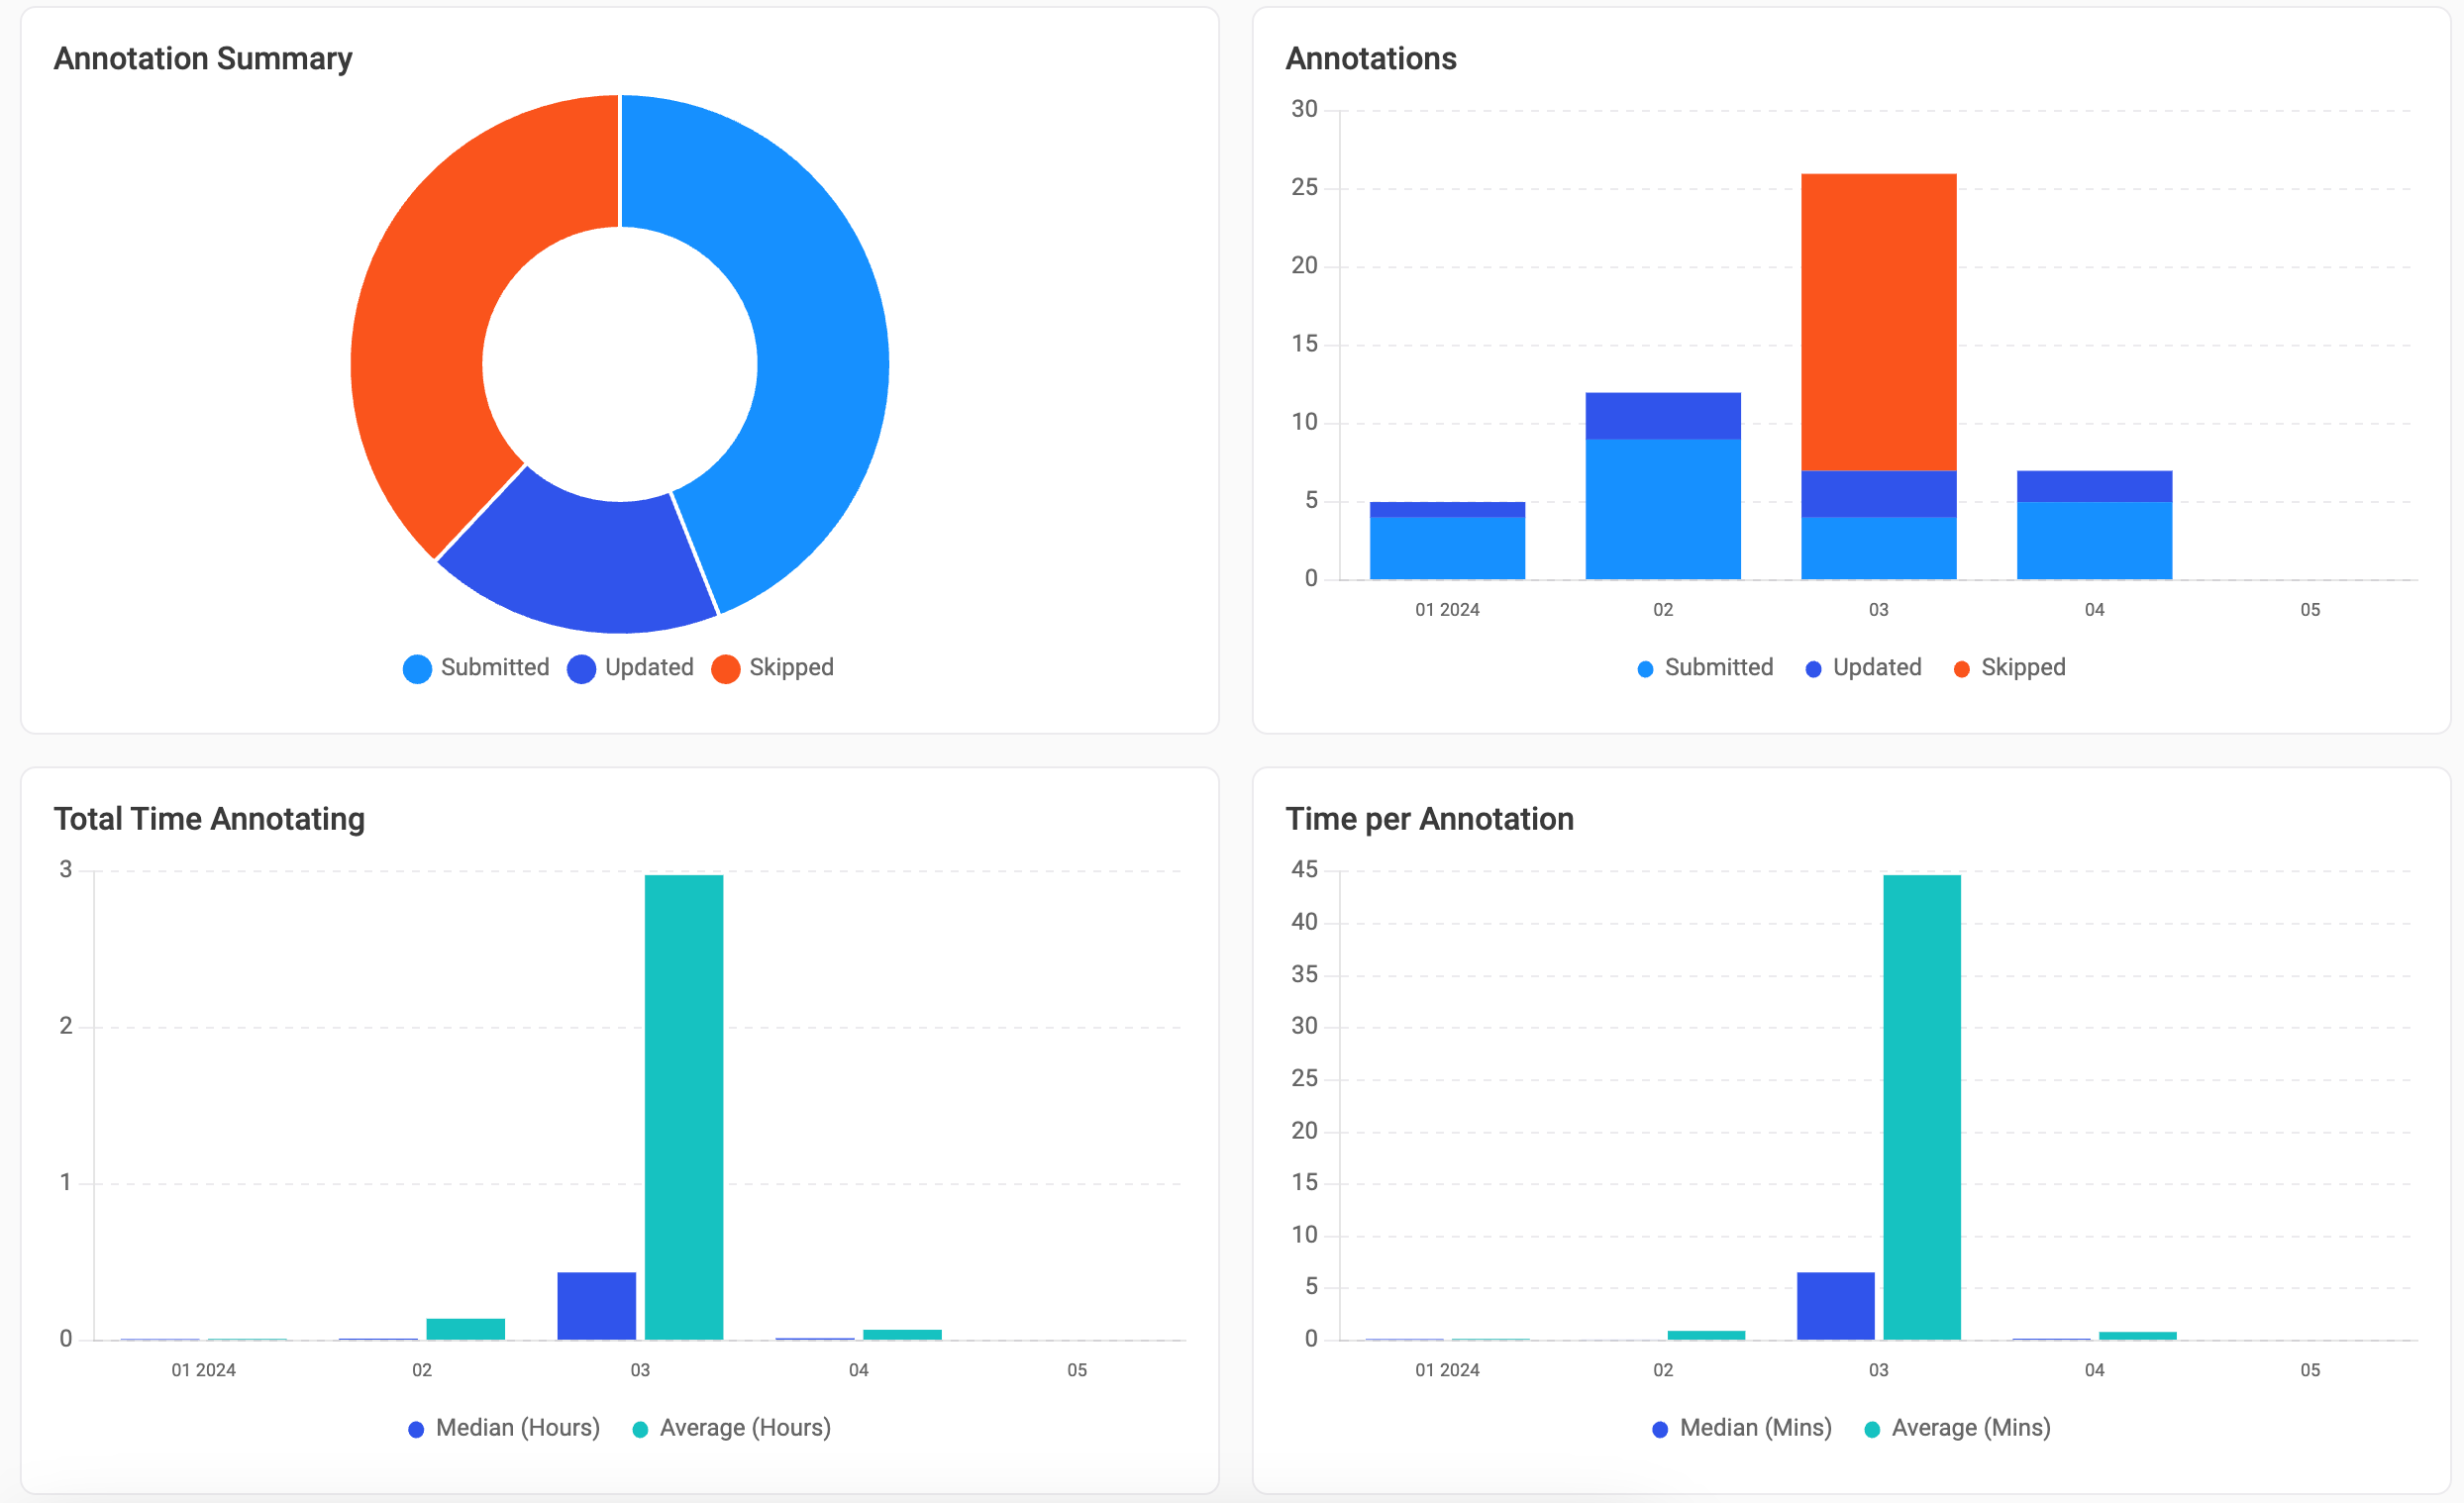 Annotation Summary
Submitted Updated Skipped
Annotations
30
25
20
15
10
5
0
01 2024 02 03 04 05
Submitted Updated Skipped
Total Time Annotating
3
2
1
0
01 2024 02 03 04 05
Median (Hours) Average (Hours)
Time per Annotation
45
40
35
30
25
20
15
10
5
0
01 2024 02 03 04 05
Median (Mins) Average (Mins)